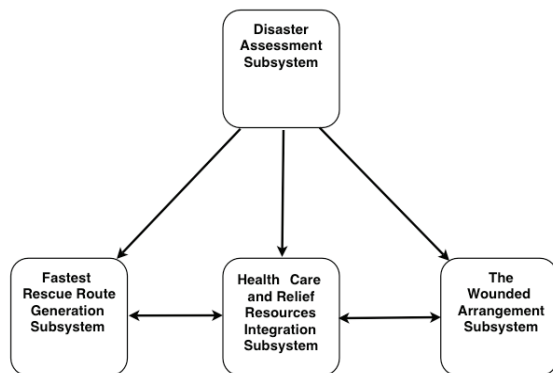 Disaster
Assessment
Subsystem
Fastest
Rescue Route
Generation
Subsystem
Health Care
and Relief
Resources
Integration
Subsystem
The
Wounded
Arrangement
Subsystem